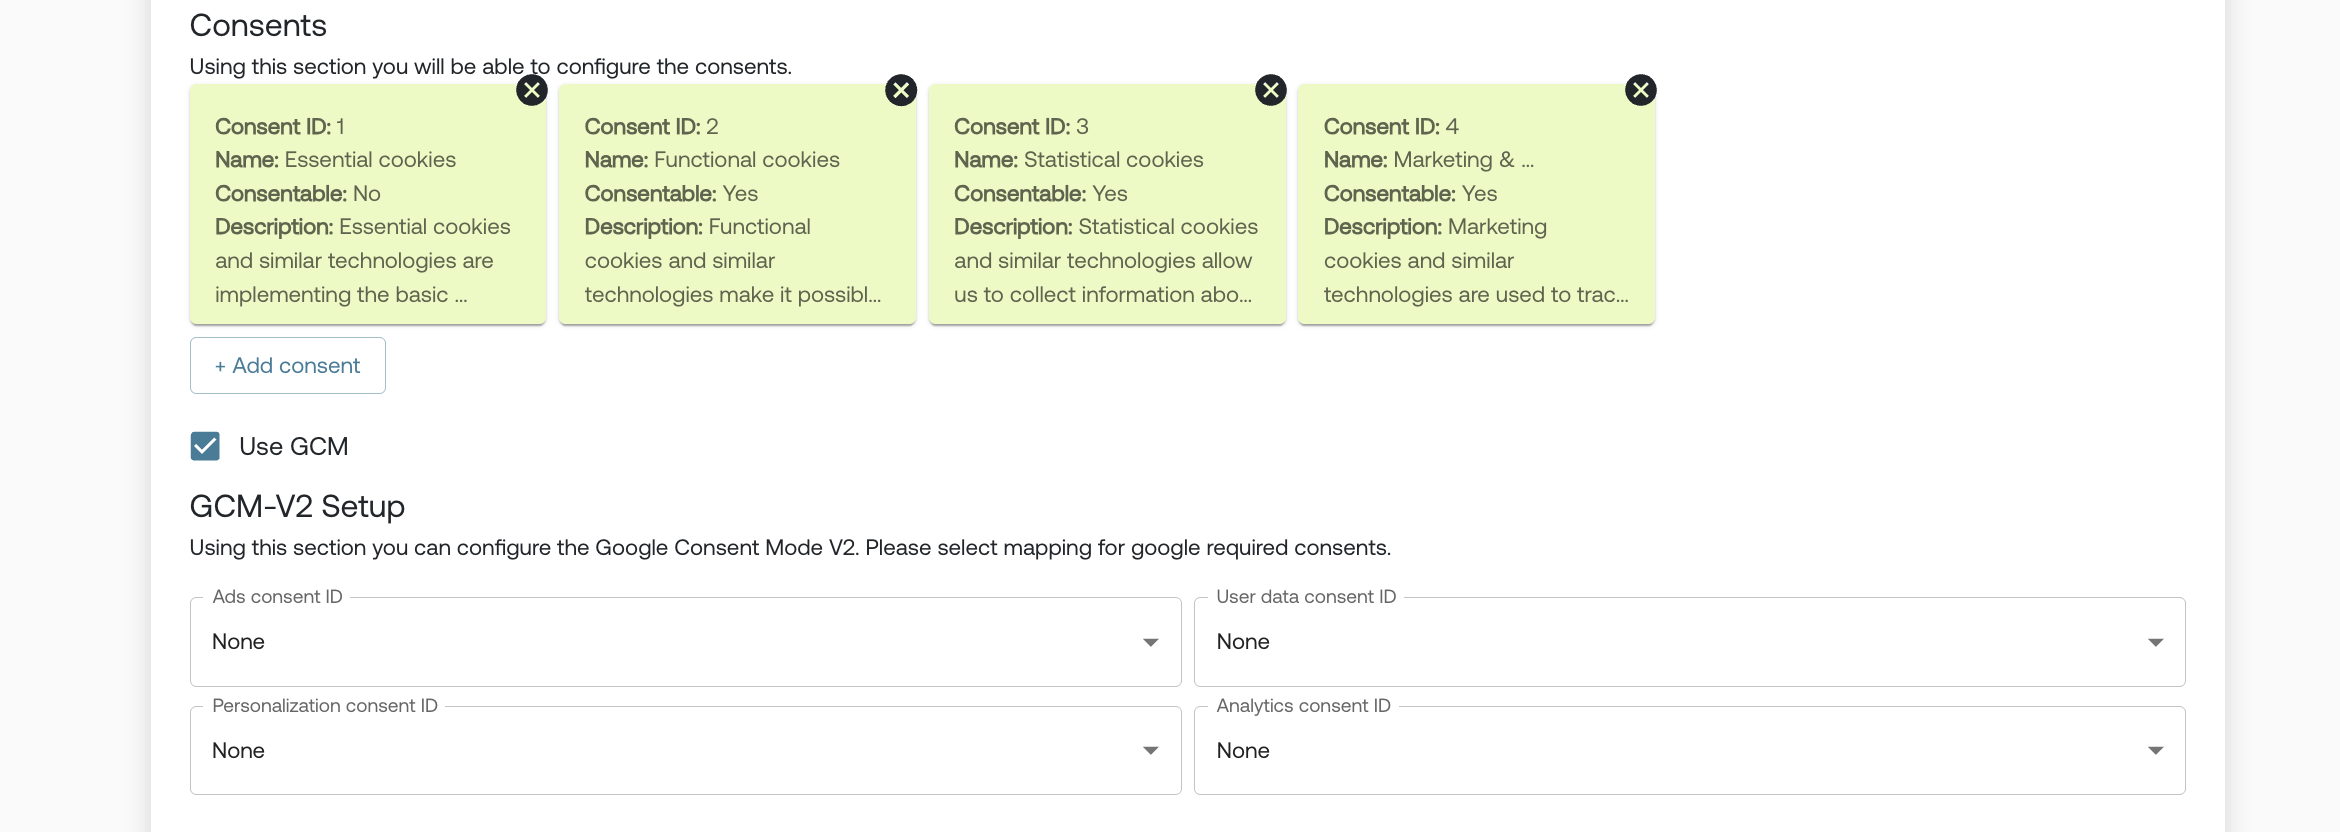 Consents
Using this section you will be able to configure the consents.
Consent ID: 1
Name: Essential cookies
Consentable: No
Description: Essential cookies
and similar technologies are
implementing the basic ...
Consent ID: 2
Name: Functional cookies
Consentable: Yes
Description: Functional
cookies and similar
technologies make it possibl...
Consent ID: 3
Name: Statistical cookies
Consentable: Yes
Description: Statistical cookies
and similar technologies allow
us to collect information abo...
Consent ID: 4
Name: Marketing & ...
Consentable: Yes
Description: Marketing
cookies and similar
technologies are used to trac...
+ Add consent
Use GCM
GCM-V2 Setup
Using this section you can configure the Google Consent Mode V2. Please select mapping for google required consents.
Ads consent ID
None
User data consent ID
None
Personalization consent ID
None
Analytics consent ID
None